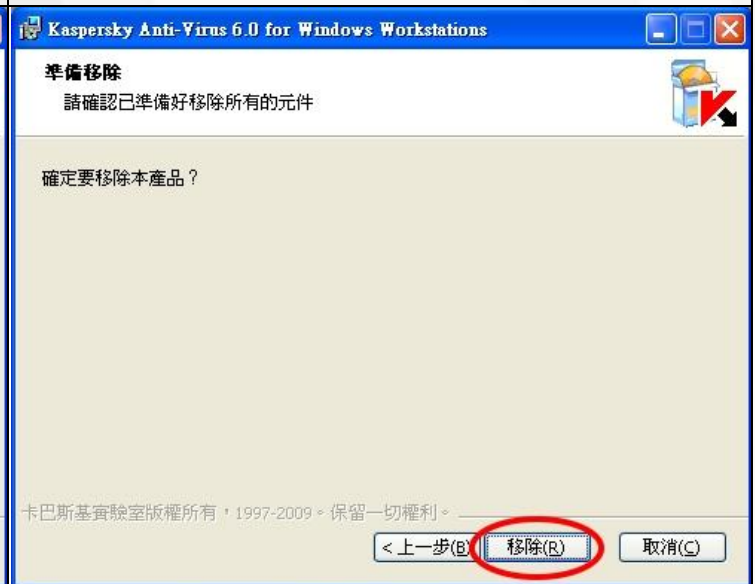 Kaspersky Anti-Virus 6.0 for Windows Workstations
準備移除
請確認已準備好移除所有的元件
確定要移除本產品？
卡巴斯基實驗室版權所有，1997-2009。保留一切權利。
< 上一步(B) 移除(R) 取消(C)